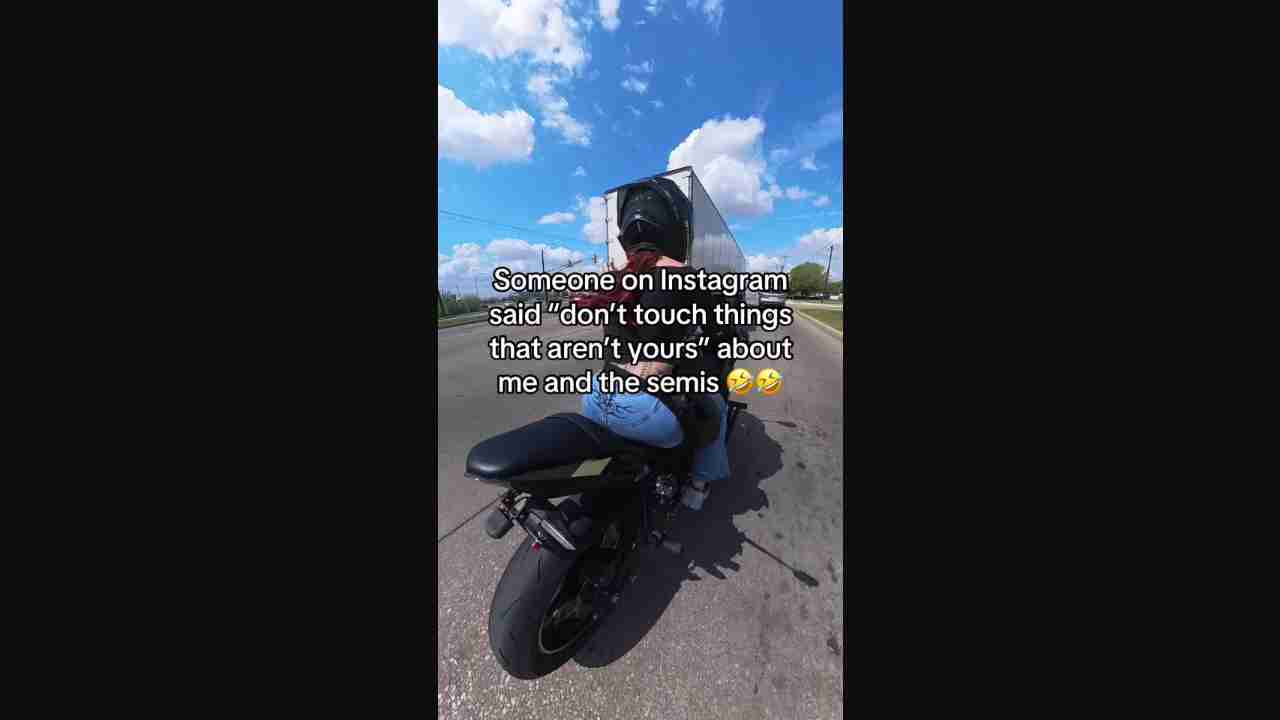 Someone on Instagram
said “don’t touch things
that aren’t yours” about
me and the semis 🤣🤣